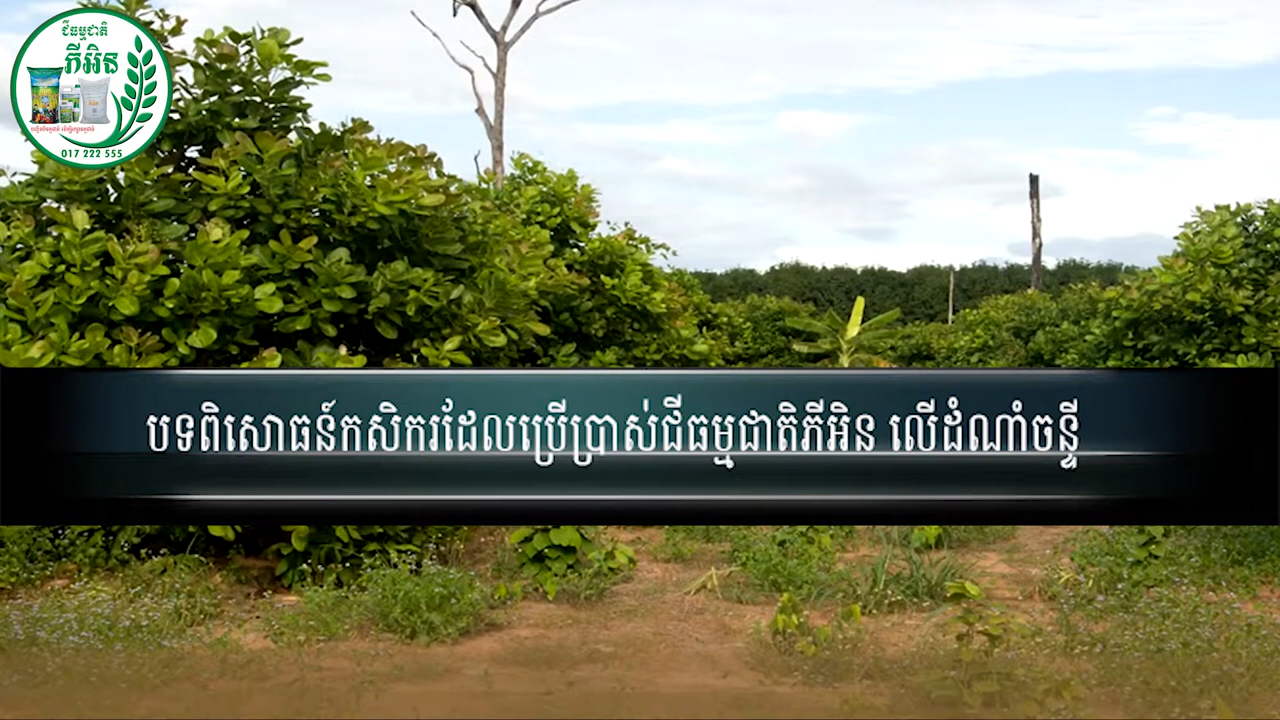 ជីធម្មជាតិ
ភីអិន
017 222 555
បទពិសោធន៍កសិករដែលប្រើប្រាស់ជីធម្មជាតិភីអិន លើដំណាំចន្ទី